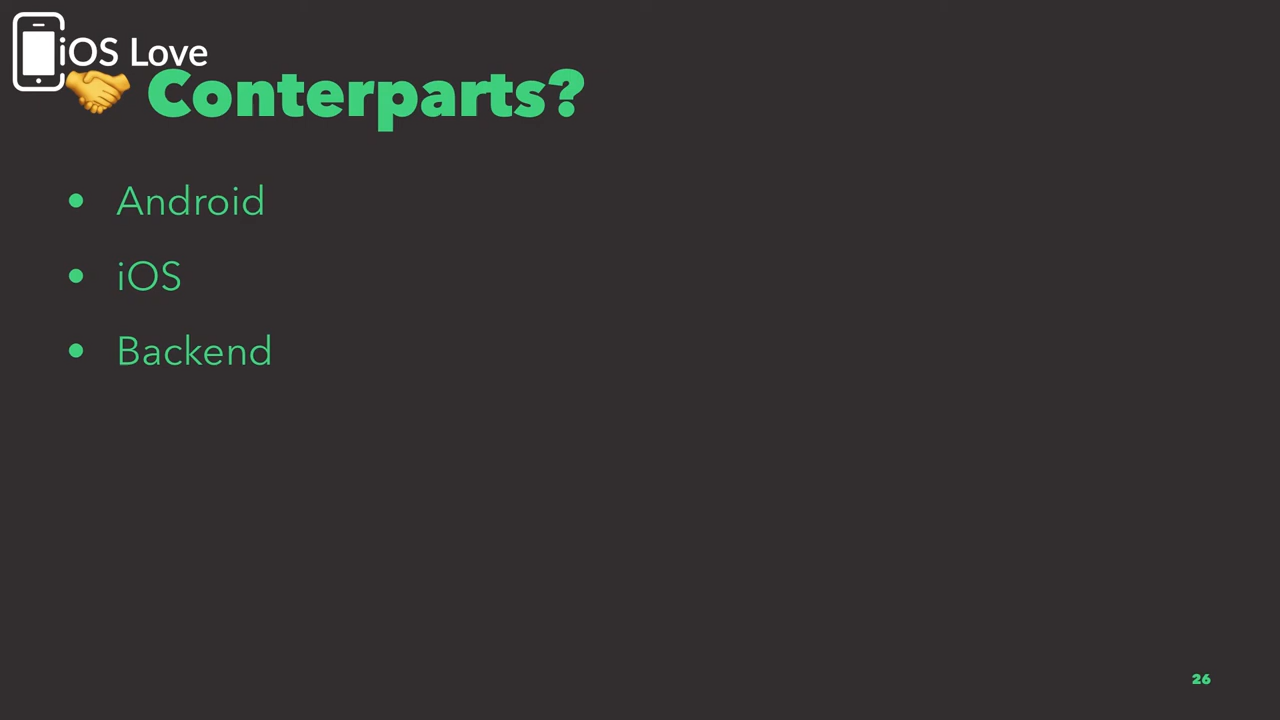 iOS Love
🤝 Conterparts?
• Android
• iOS
• Backend
26